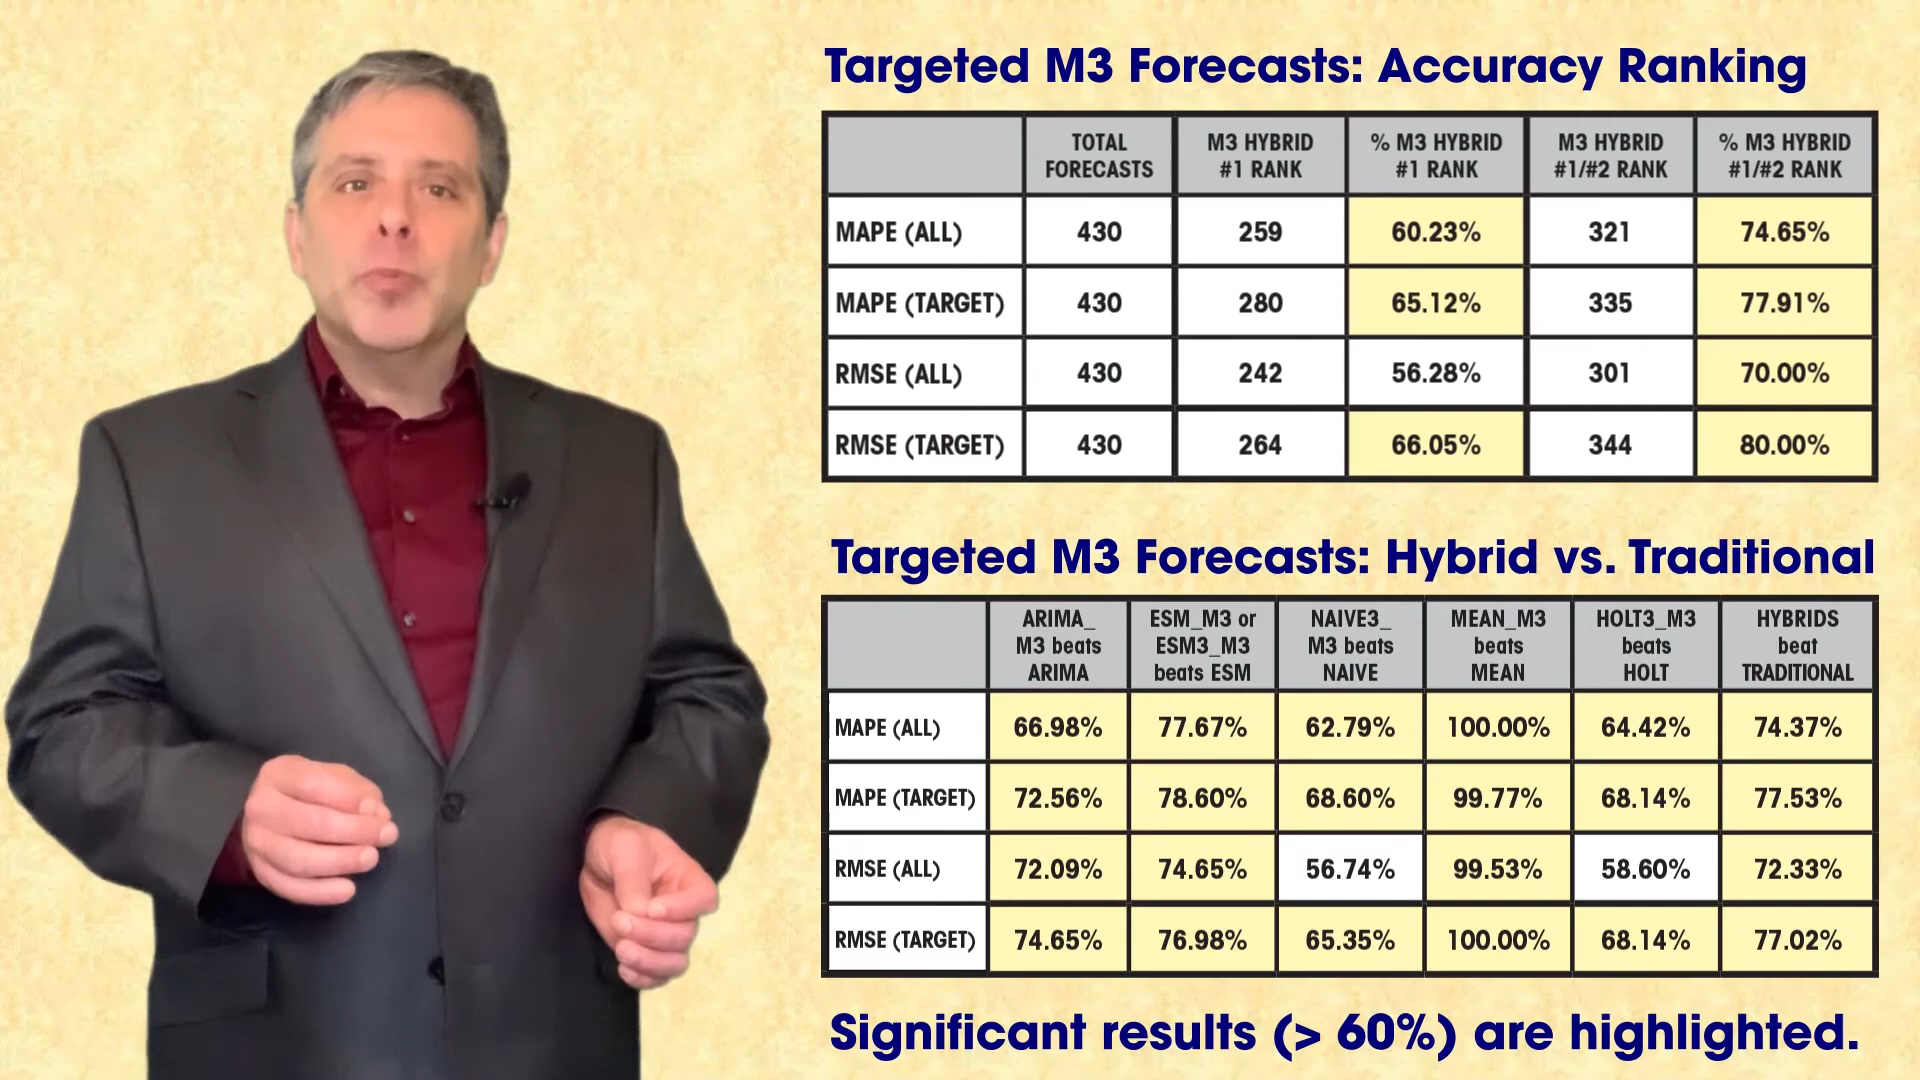 Targeted M3 Forecasts: Accuracy Ranking
TOTAL FORECASTS M3 HYBRID #1 RANK % M3 HYBRID #1 RANK M3 HYBRID #1/#2 RANK % M3 HYBRID #1/#2 RANK
MAPE (ALL) 430 259 60.23% 321 74.65%
MAPE (TARGET) 430 280 65.12% 335 77.91%
RMSE (ALL) 430 242 56.28% 301 70.00%
RMSE (TARGET) 430 264 66.05% 344 80.00%
Targeted M3 Forecasts: Hybrid vs. Traditional
ARIMA_ M3 beats ARIMA ESM_M3 or ESM3_M3 beats ESM NAIVE3_ M3 beats NAIVE MEAN_M3 beats MEAN HOLT3_M3 beats HOLT HYBRIDS beat TRADITIONAL
MAPE (ALL) 66.98% 77.67% 62.79% 100.00% 64.42% 74.37%
MAPE (TARGET) 72.56% 78.60% 68.60% 99.77% 68.14% 77.53%
RMSE (ALL) 72.09% 74.65% 56.74% 99.53% 58.60% 72.33%
RMSE (TARGET) 74.65% 76.98% 65.35% 100.00% 68.14% 77.02%
Significant results (> 60%) are highlighted.